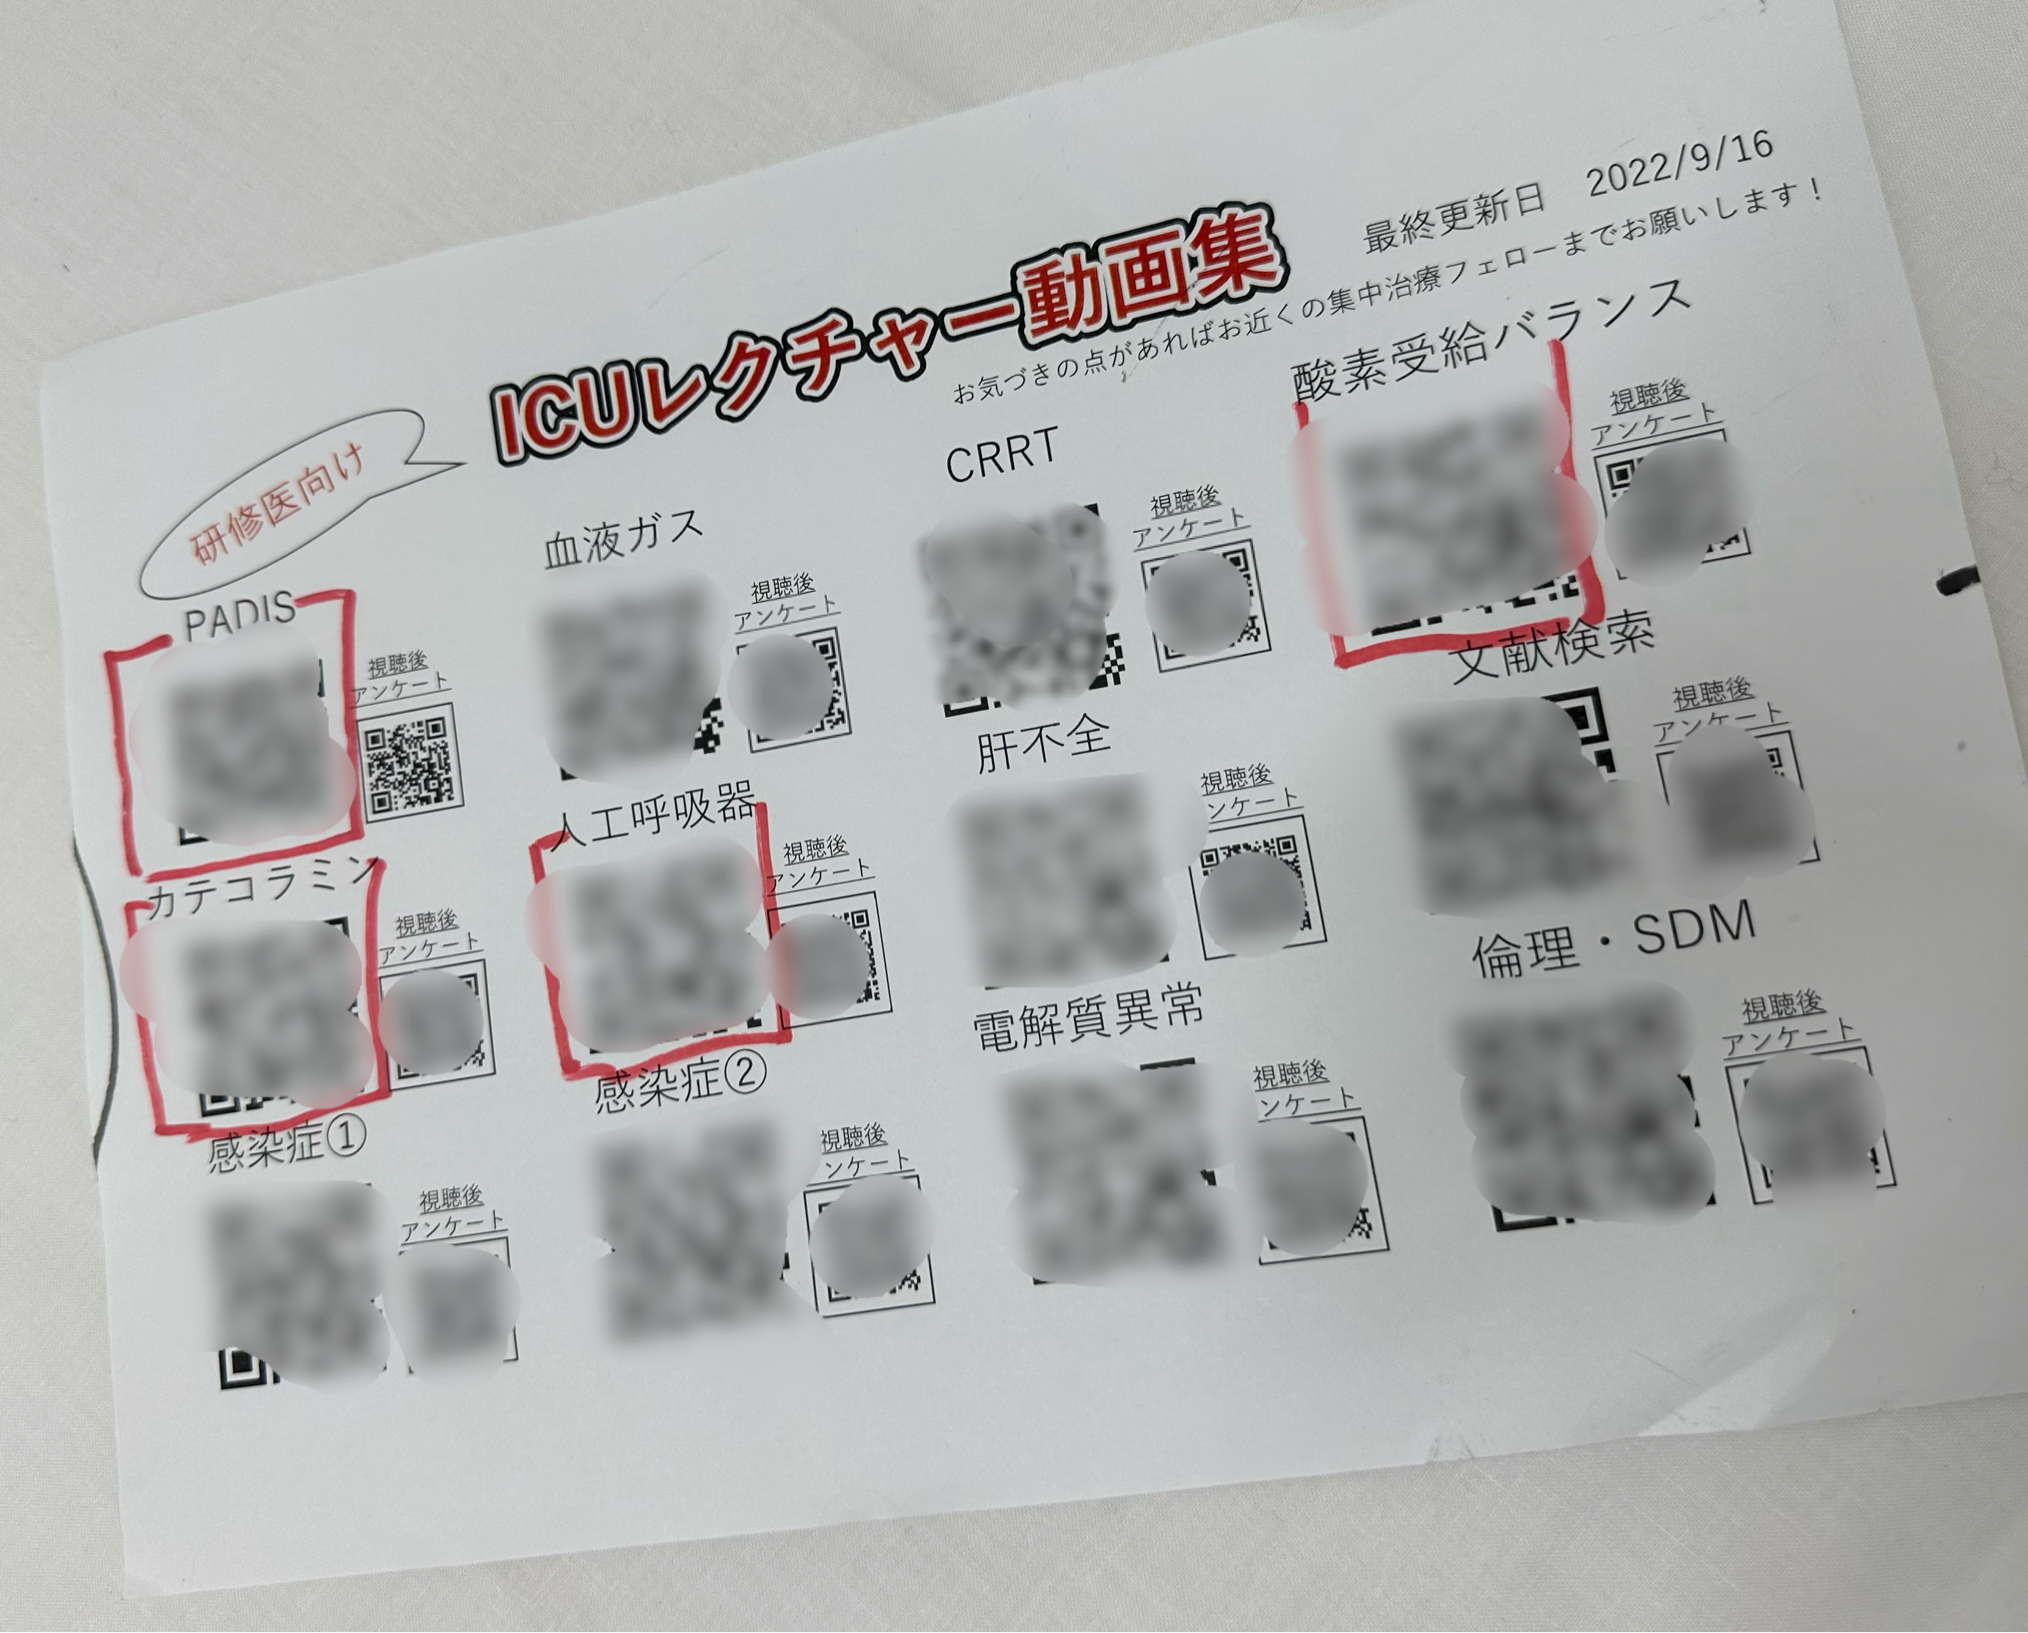 最終更新日 2022/9/16
ICUレクチャー動画集
お気づきの点があればお近くの集中治療フェローまでお願いします！
研修医向け
PADIS
視聴後
アンケート
血液ガス
視聴後
アンケート
CRRT
視聴後
アンケート
酸素受給バランス
視聴後
アンケート
カテコラミン
視聴後
アンケート
人工呼吸器
視聴後
アンケート
肝不全
視聴後
ンケート
文献検索
視聴後
アンケート
感染症①
視聴後
アンケート
感染症②
視聴後
ンケート
電解質異常
視聴後
ンケート
倫理・SDM
視聴後
アンケート